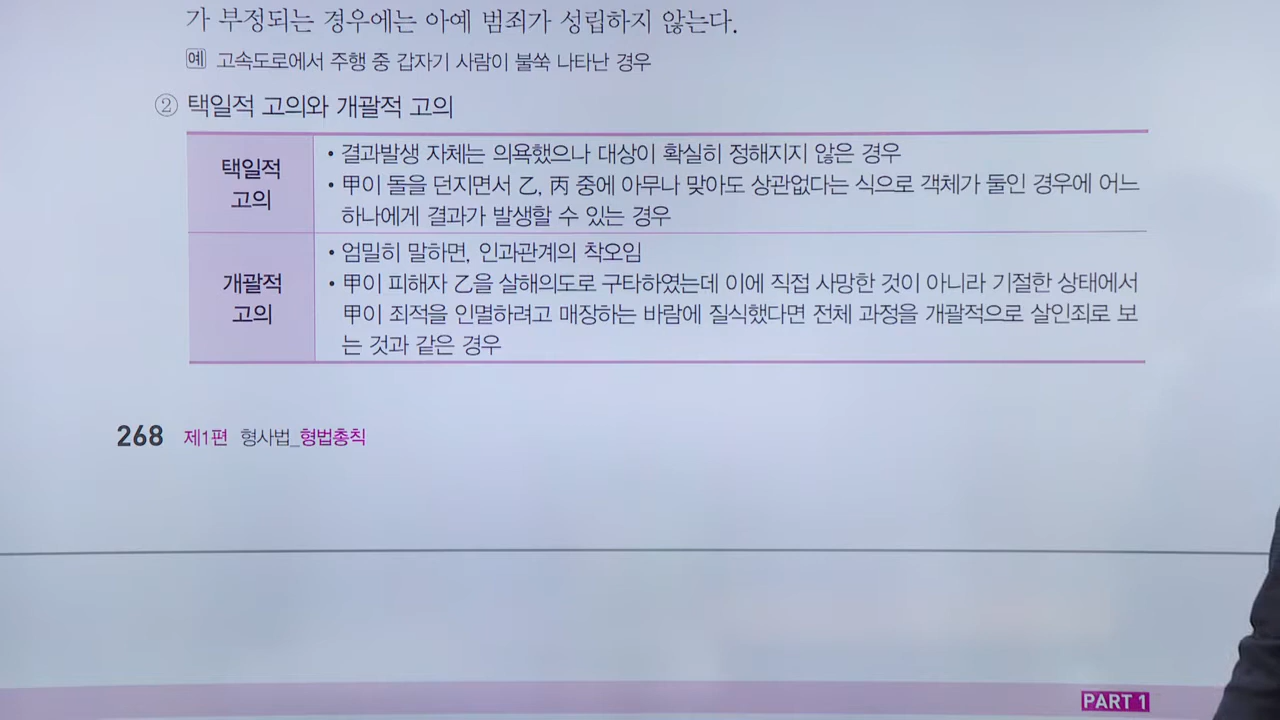 가 부정되는 경우에는 아예 범죄가 성립하지 않는다.
예 고속도로에서 주행 중 갑자기 사람이 불쑥 나타난 경우
② 택일적 고의와 개괄적 고의
택일적
고의
• 결과발생 자체는 의욕했으나 대상이 확실히 정해지지 않은 경우
• 甲이 돌을 던지면서 乙, 丙 중에 아무나 맞아도 상관없다는 식으로 객체가 둘인 경우에 어느
하나에게 결과가 발생할 수 있는 경우
개괄적
고의
• 엄밀히 말하면, 인과관계의 착오임
• 甲이 피해자 乙을 살해의도로 구타하였는데 이에 직접 사망한 것이 아니라 기절한 상태에서
甲이 죄적을 인멸하려고 매장하는 바람에 질식했다면 전체 과정을 개괄적으로 살인죄로 보
는 것과 같은 경우
268 제1편 형사법_형법총칙
PART 1